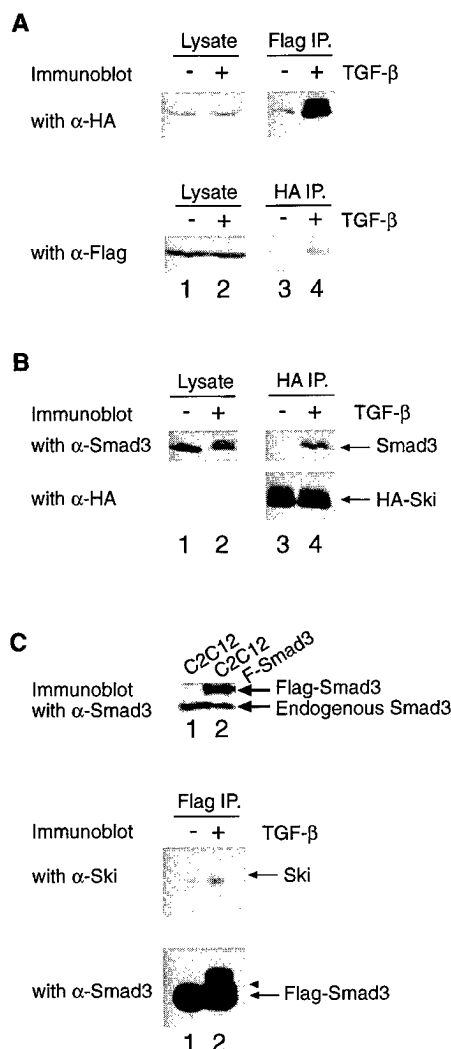 A
Lysate Flag IP.
Immunoblot - + - + TGF-β
with α-HA
Lysate HA IP.
- + - + TGF-β
with α-Flag
1 2 3 4
B
Lysate HA IP.
Immunoblot - + - + TGF-β
with α-Smad3 Smad3
with α-HA HA-Ski
1 2 3 4
C
C2C12
C2C12
F-Smad3
Immunoblot Flag-Smad3
with α-Smad3 Endogenous Smad3
1 2
Flag IP.
Immunoblot - + TGF-β
with α-Ski Ski
with α-Smad3 Flag-Smad3
1 2